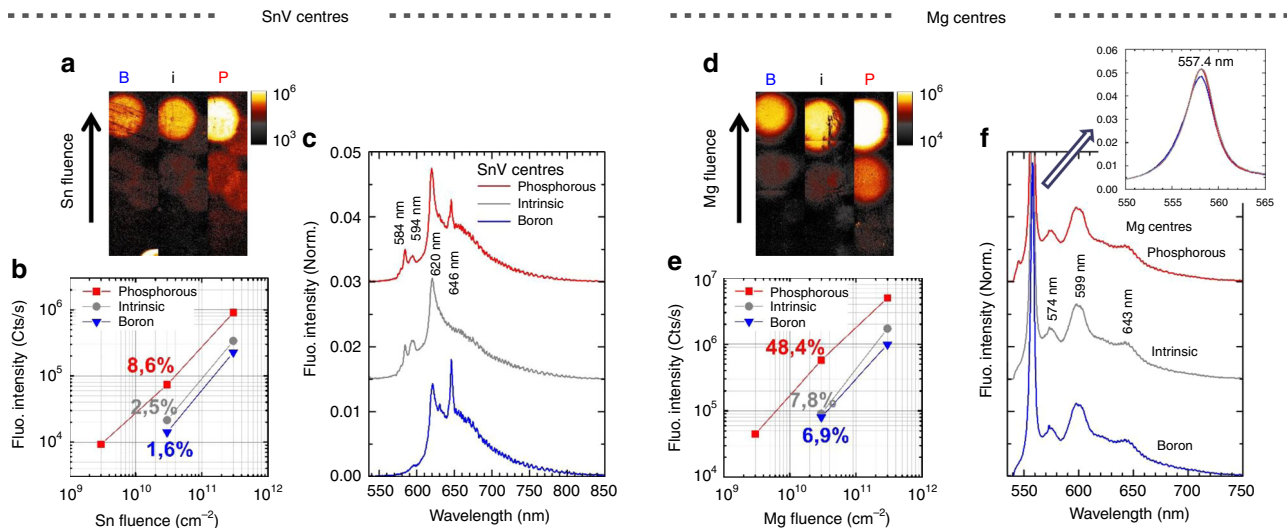 SnV centres
Mg centres
a
B i P
Sn fluence
10^6
10^3
b
Fluo. intensity (Cts/s)
10^6
10^5
10^4
Phosphorous
Intrinsic
Boron
8,6%
2,5%
1,6%
10^9 10^10 10^11 10^12
Sn fluence (cm^−2)
c
Fluo. intensity (Norm.)
0.05
0.04
0.03
0.02
0.01
0.00
SnV centres
Phosphorous
Intrinsic
Boron
584 nm
594 nm
620 nm
646 nm
550 600 650 700 750 800 850
Wavelength (nm)
d
B i P
Mg fluence
10^6
10^4
e
Fluo. intensity (Cts/s)
10^7
10^6
10^5
10^4
Phosphorous
Intrinsic
Boron
48,4%
7,8%
6,9%
10^9 10^10 10^11 10^12
Mg fluence (cm^−2)
f
0.06
0.05
0.04
0.03
0.02
0.01
0.00
557.4 nm
550 555 560 565
Fluo. intensity (Norm.)
Mg centres
Phosphorous
574 nm
599 nm
643 nm
Intrinsic
Boron
550 600 650 700 750
Wavelength (nm)